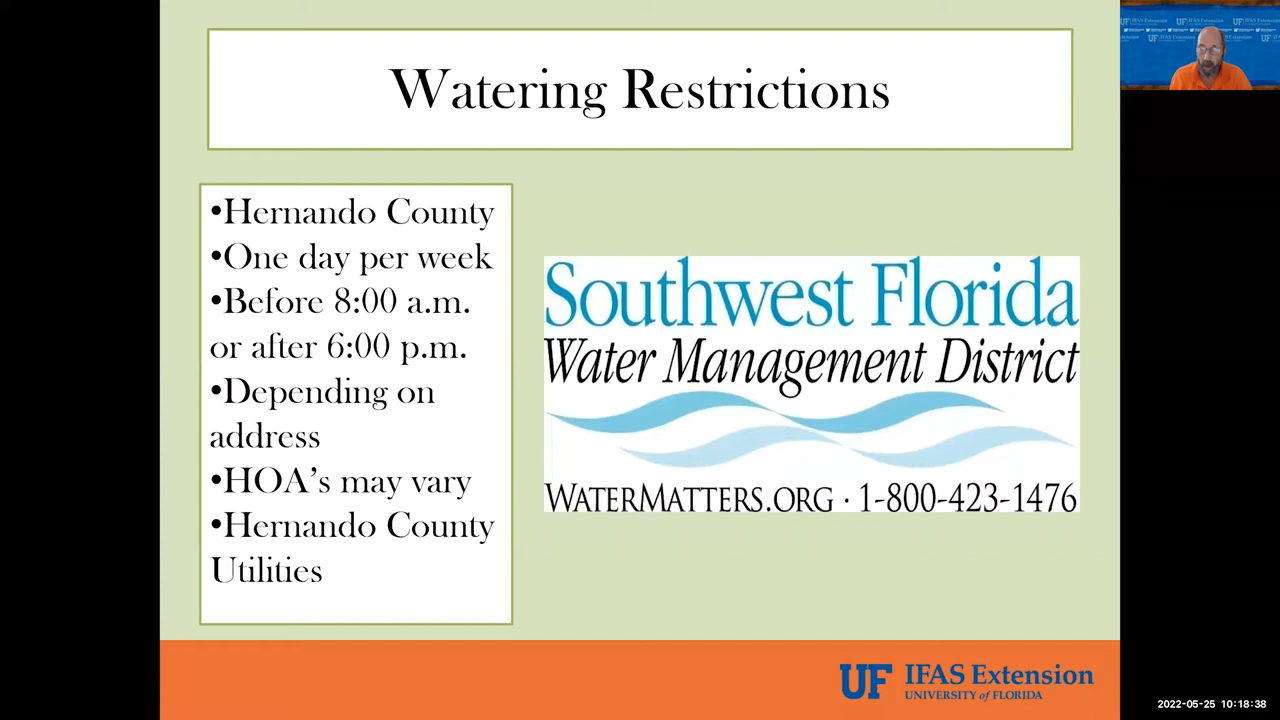 Watering Restrictions
•Hernando County
•One day per week
•Before 8:00 a.m.
or after 6:00 p.m.
•Depending on
address
•HOA's may vary
•Hernando County
Utilities
Southwest Florida
Water Management District
WATERMATTERS.ORG · 1-800-423-1476
UF IFAS Extension
UNIVERSITY of FLORIDA
2022-05-25 10:18:38